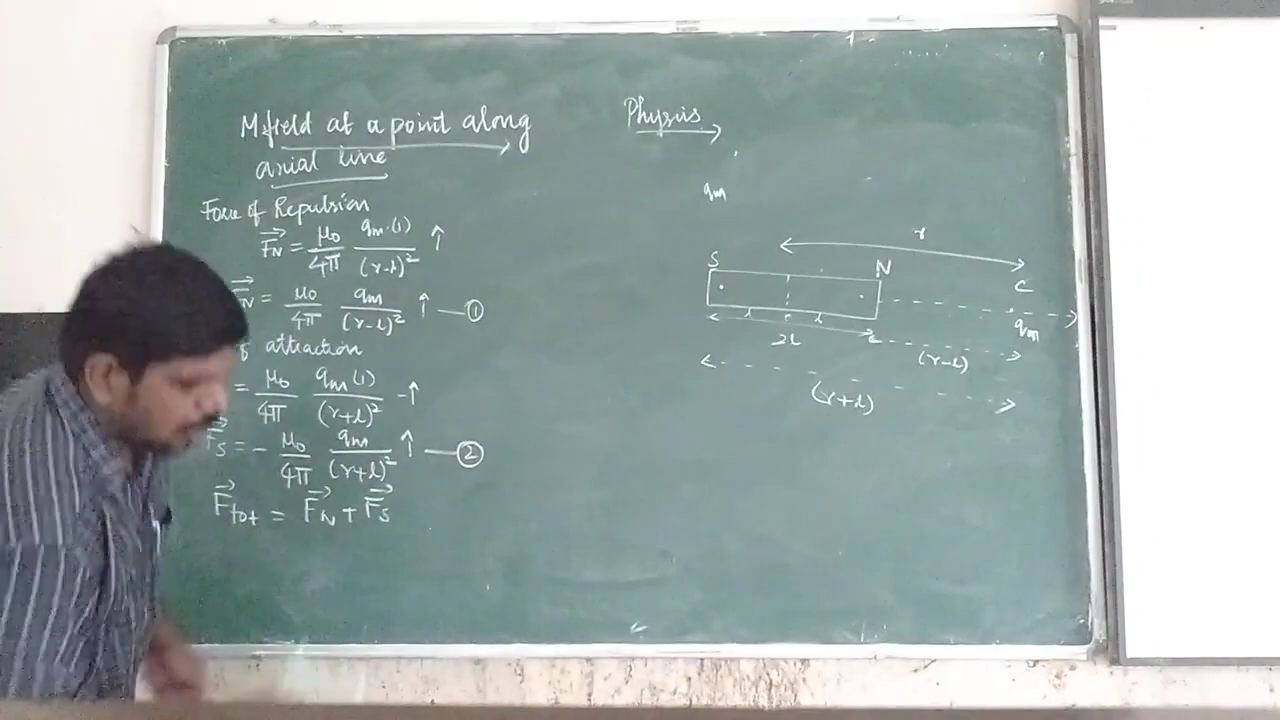 M.field at a point along
axial line
Force of Repulsion
F⃗N = μ₀/4π qm.(1)/(r-l)² ↑
N = μ₀/4π qm/(r-l)² ↑ — ①
of attraction
= μ₀/4π qm(1)/(r+l)² -↑
F⃗s = - μ₀/4π qm/(r+l)² ↑ — ②
F⃗tot = F⃗N + F⃗s
Physics
qm
r
S
N
C
qm
l l
2l
(r-l)
(r+l)